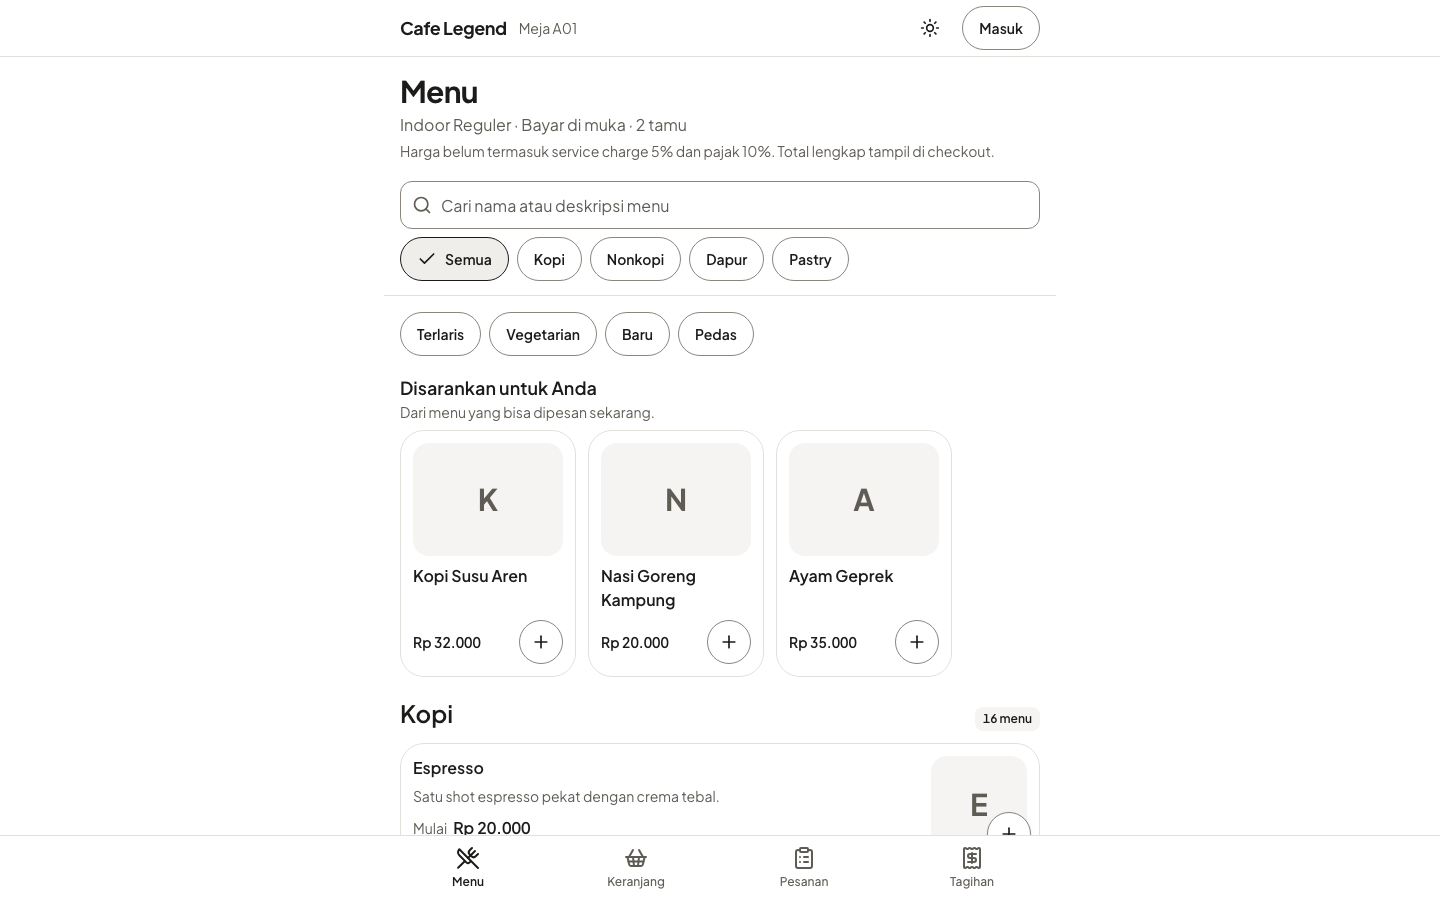 Cafe Legend Meja A01 Masuk
Menu
Indoor Reguler · Bayar di muka · 2 tamu
Harga belum termasuk service charge 5% dan pajak 10%. Total lengkap tampil di checkout.
Cari nama atau deskripsi menu
Semua Kopi Nonkopi Dapur Pastry
Terlaris Vegetarian Baru Pedas
Disarankan untuk Anda
Dari menu yang bisa dipesan sekarang.
K
Kopi Susu Aren
Rp 32.000
N
Nasi Goreng
Kampung
Rp 20.000
A
Ayam Geprek
Rp 35.000
Kopi 16 menu
Espresso
Satu shot espresso pekat dengan crema tebal.
Mulai Rp 20.000
E
Menu Keranjang Pesanan Tagihan